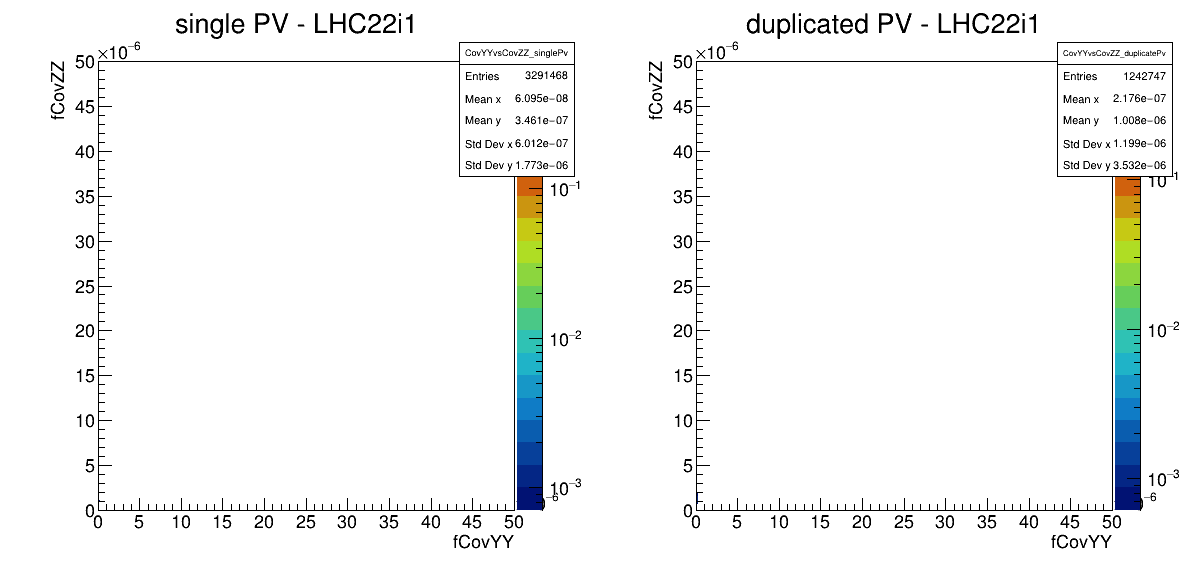 single PV - LHC22i1
×10⁻⁶
fCovZZ
50
45
40
35
30
25
20
15
10
5
0
CovYYvsCovZZ_singlePv
Entries 3291468
Mean x 6.095e−08
Mean y 3.461e−07
Std Dev x 6.012e−07
Std Dev y 1.773e−06
10⁻¹
10⁻²
10⁻³
0 5 10 15 20 25 30 35 40 45 50
fCovYY
duplicated PV - LHC22i1
×10⁻⁶
fCovZZ
50
45
40
35
30
25
20
15
10
5
0
CovYYvsCovZZ_duplicatePv
Entries 1242747
Mean x 2.176e−07
Mean y 1.008e−06
Std Dev x 1.199e−06
Std Dev y 3.532e−06
10⁻¹
10⁻²
10⁻³
0 5 10 15 20 25 30 35 40 45 50
fCovYY